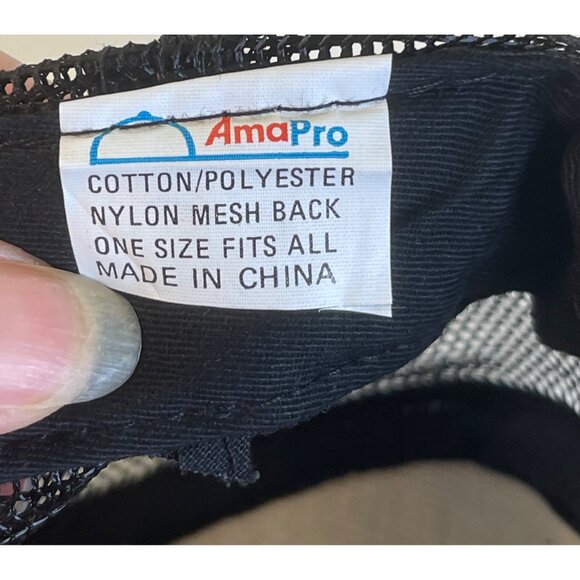 AmaPro
COTTON/POLYESTER
NYLON MESH BACK
ONE SIZE FITS ALL
MADE IN CHINA